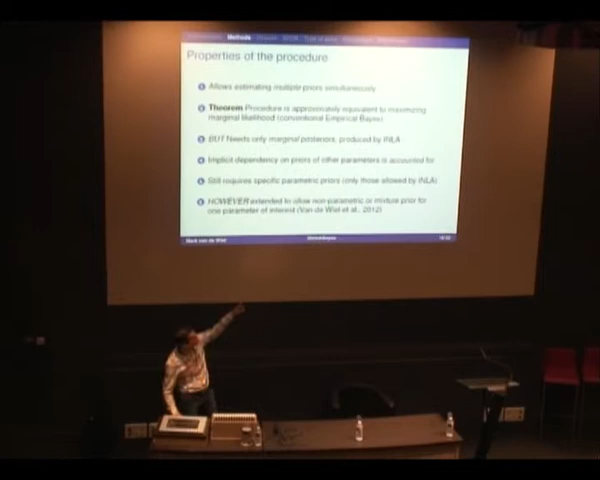 Methods
Properties of the procedure
Allows estimating multiple priors simultaneously
Theorem Procedure is approximately equivalent to maximizing
marginal likelihood (conventional Empirical Bayes)
BUT Needs only marginal posteriors, produced by INLA
Implicit dependency on priors of other parameters is accounted for
Still requires specific parametric priors (only those allowed by INLA)
HOWEVER extended to allow non-parametric or mixture prior for
one parameter of interest (Van de Wiel et al., 2012)
Mark van de Wiel